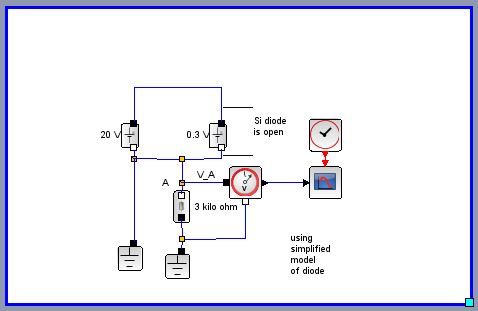 Si diode
is open
20 V
0.3 V
V_A
A
V
3 kilo ohm
using
simplified
model
of diode